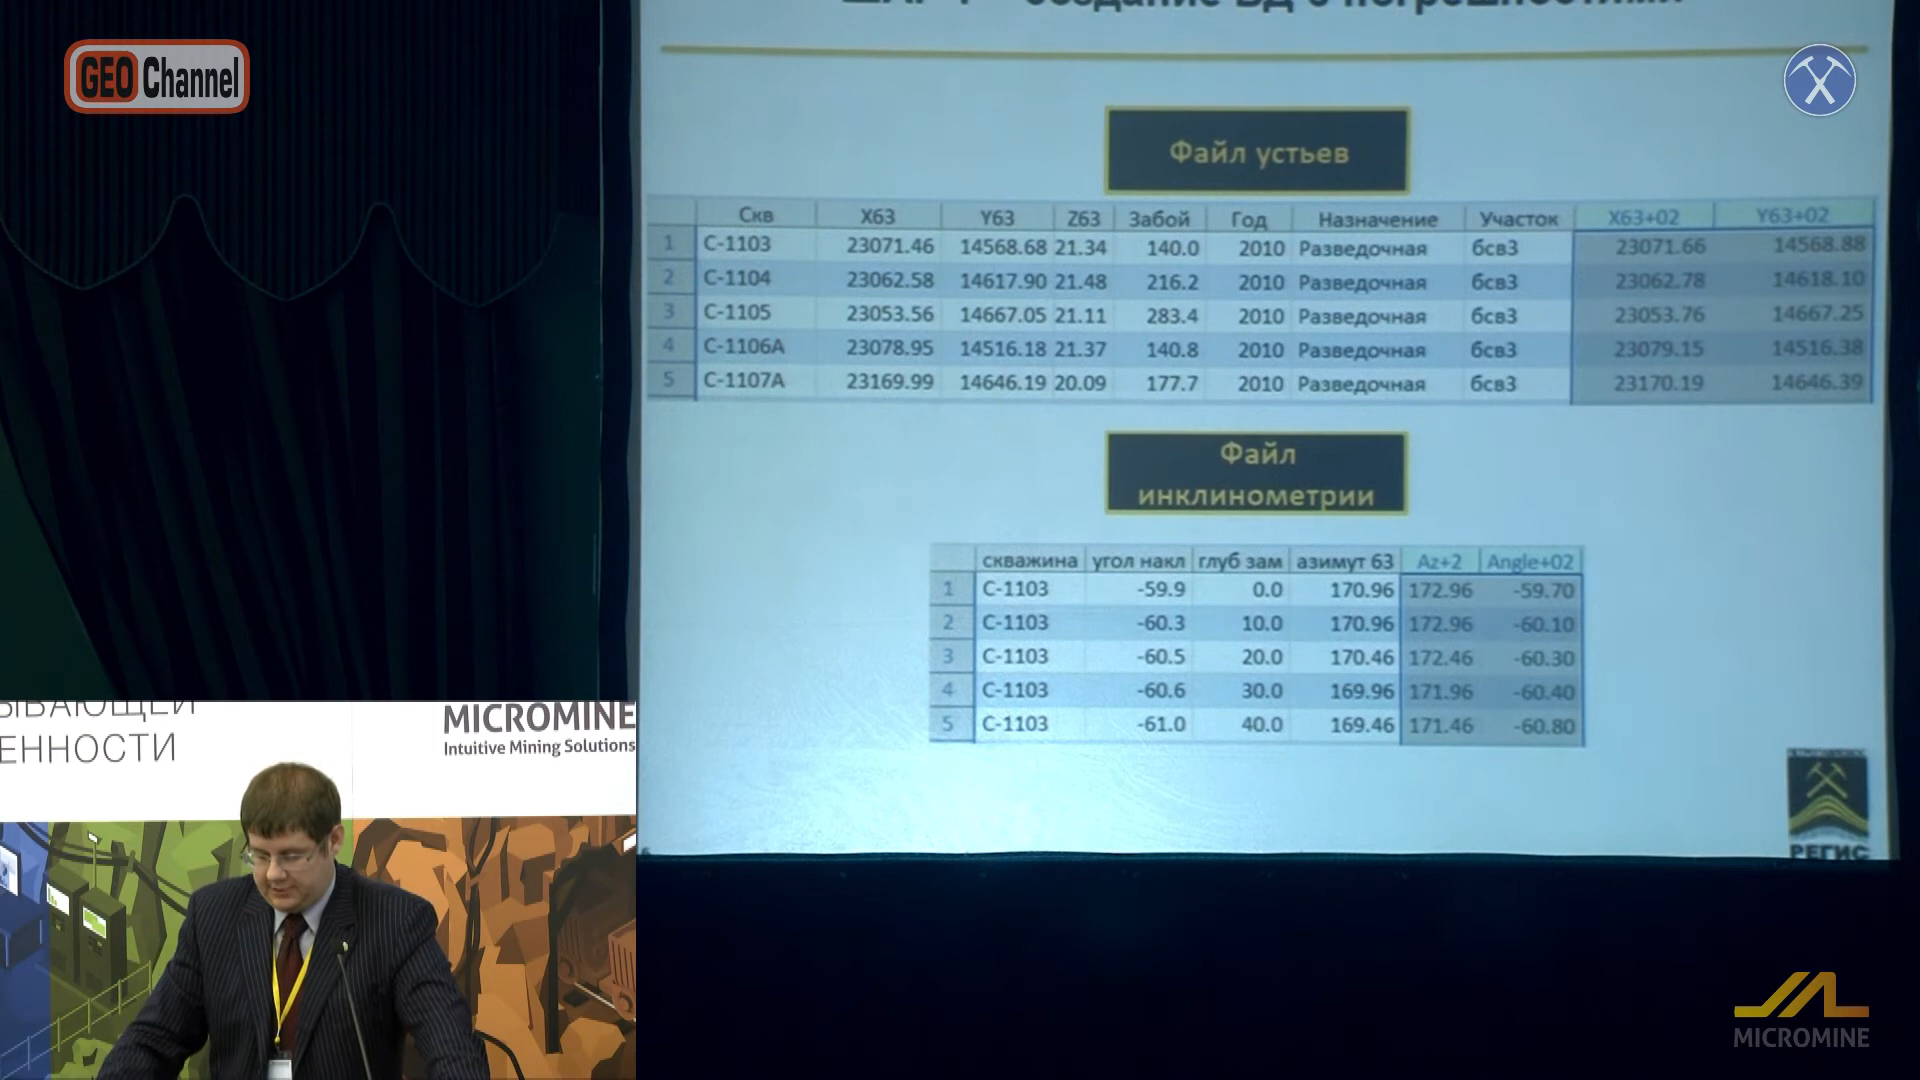 GEO Channel
Файл устьев
Скв X63 Y63 Z63 Забой Год Назначение Участок X63+02 Y63+02
1 С-1103 23071.46 14568.68 21.34 140.0 2010 Разведочная бсв3 23071.66 14568.88
2 С-1104 23062.58 14617.90 21.48 216.2 2010 Разведочная бсв3 23062.78 14618.10
3 С-1105 23053.56 14667.05 21.11 283.4 2010 Разведочная бсв3 23053.76 14667.25
4 С-1106А 23078.95 14516.18 21.37 140.8 2010 Разведочная бсв3 23079.15 14516.38
5 С-1107А 23169.99 14646.19 20.09 177.7 2010 Разведочная бсв3 23170.19 14646.39
Файл
инклинометрии
скважина угол накл глуб зам азимут 63 Az+2 Angle+02
1 С-1103 -59.9 0.0 170.96 172.96 -59.70
2 С-1103 -60.3 10.0 170.96 172.96 -60.10
3 С-1103 -60.5 20.0 170.46 172.46 -60.30
4 С-1103 -60.6 30.0 169.96 171.96 -60.40
5 С-1103 -61.0 40.0 169.46 171.46 -60.80
РЕГИС
ЫВАЮЩЕЙ
ЕННОСТИ
MICROMINE
Intuitive Mining Solutions
MICROMINE